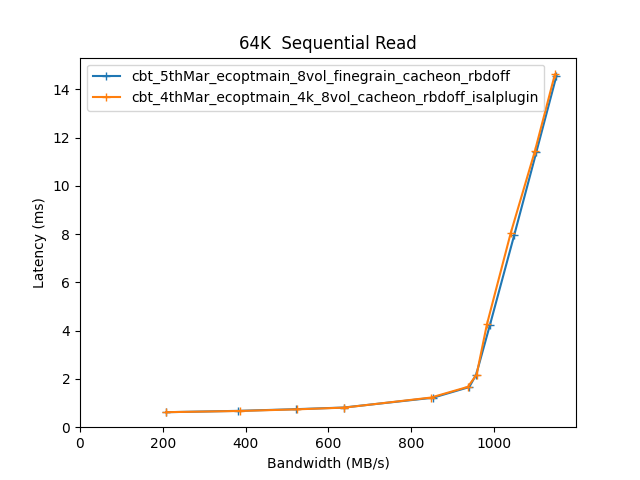 64K  Sequential Read
cbt_5thMar_ecoptmain_8vol_finegrain_cacheon_rbdoff
cbt_4thMar_ecoptmain_4k_8vol_cacheon_rbdoff_isalplugin
Latency (ms)
14
12
10
8
6
4
2
0
0 200 400 600 800 1000
Bandwidth (MB/s)